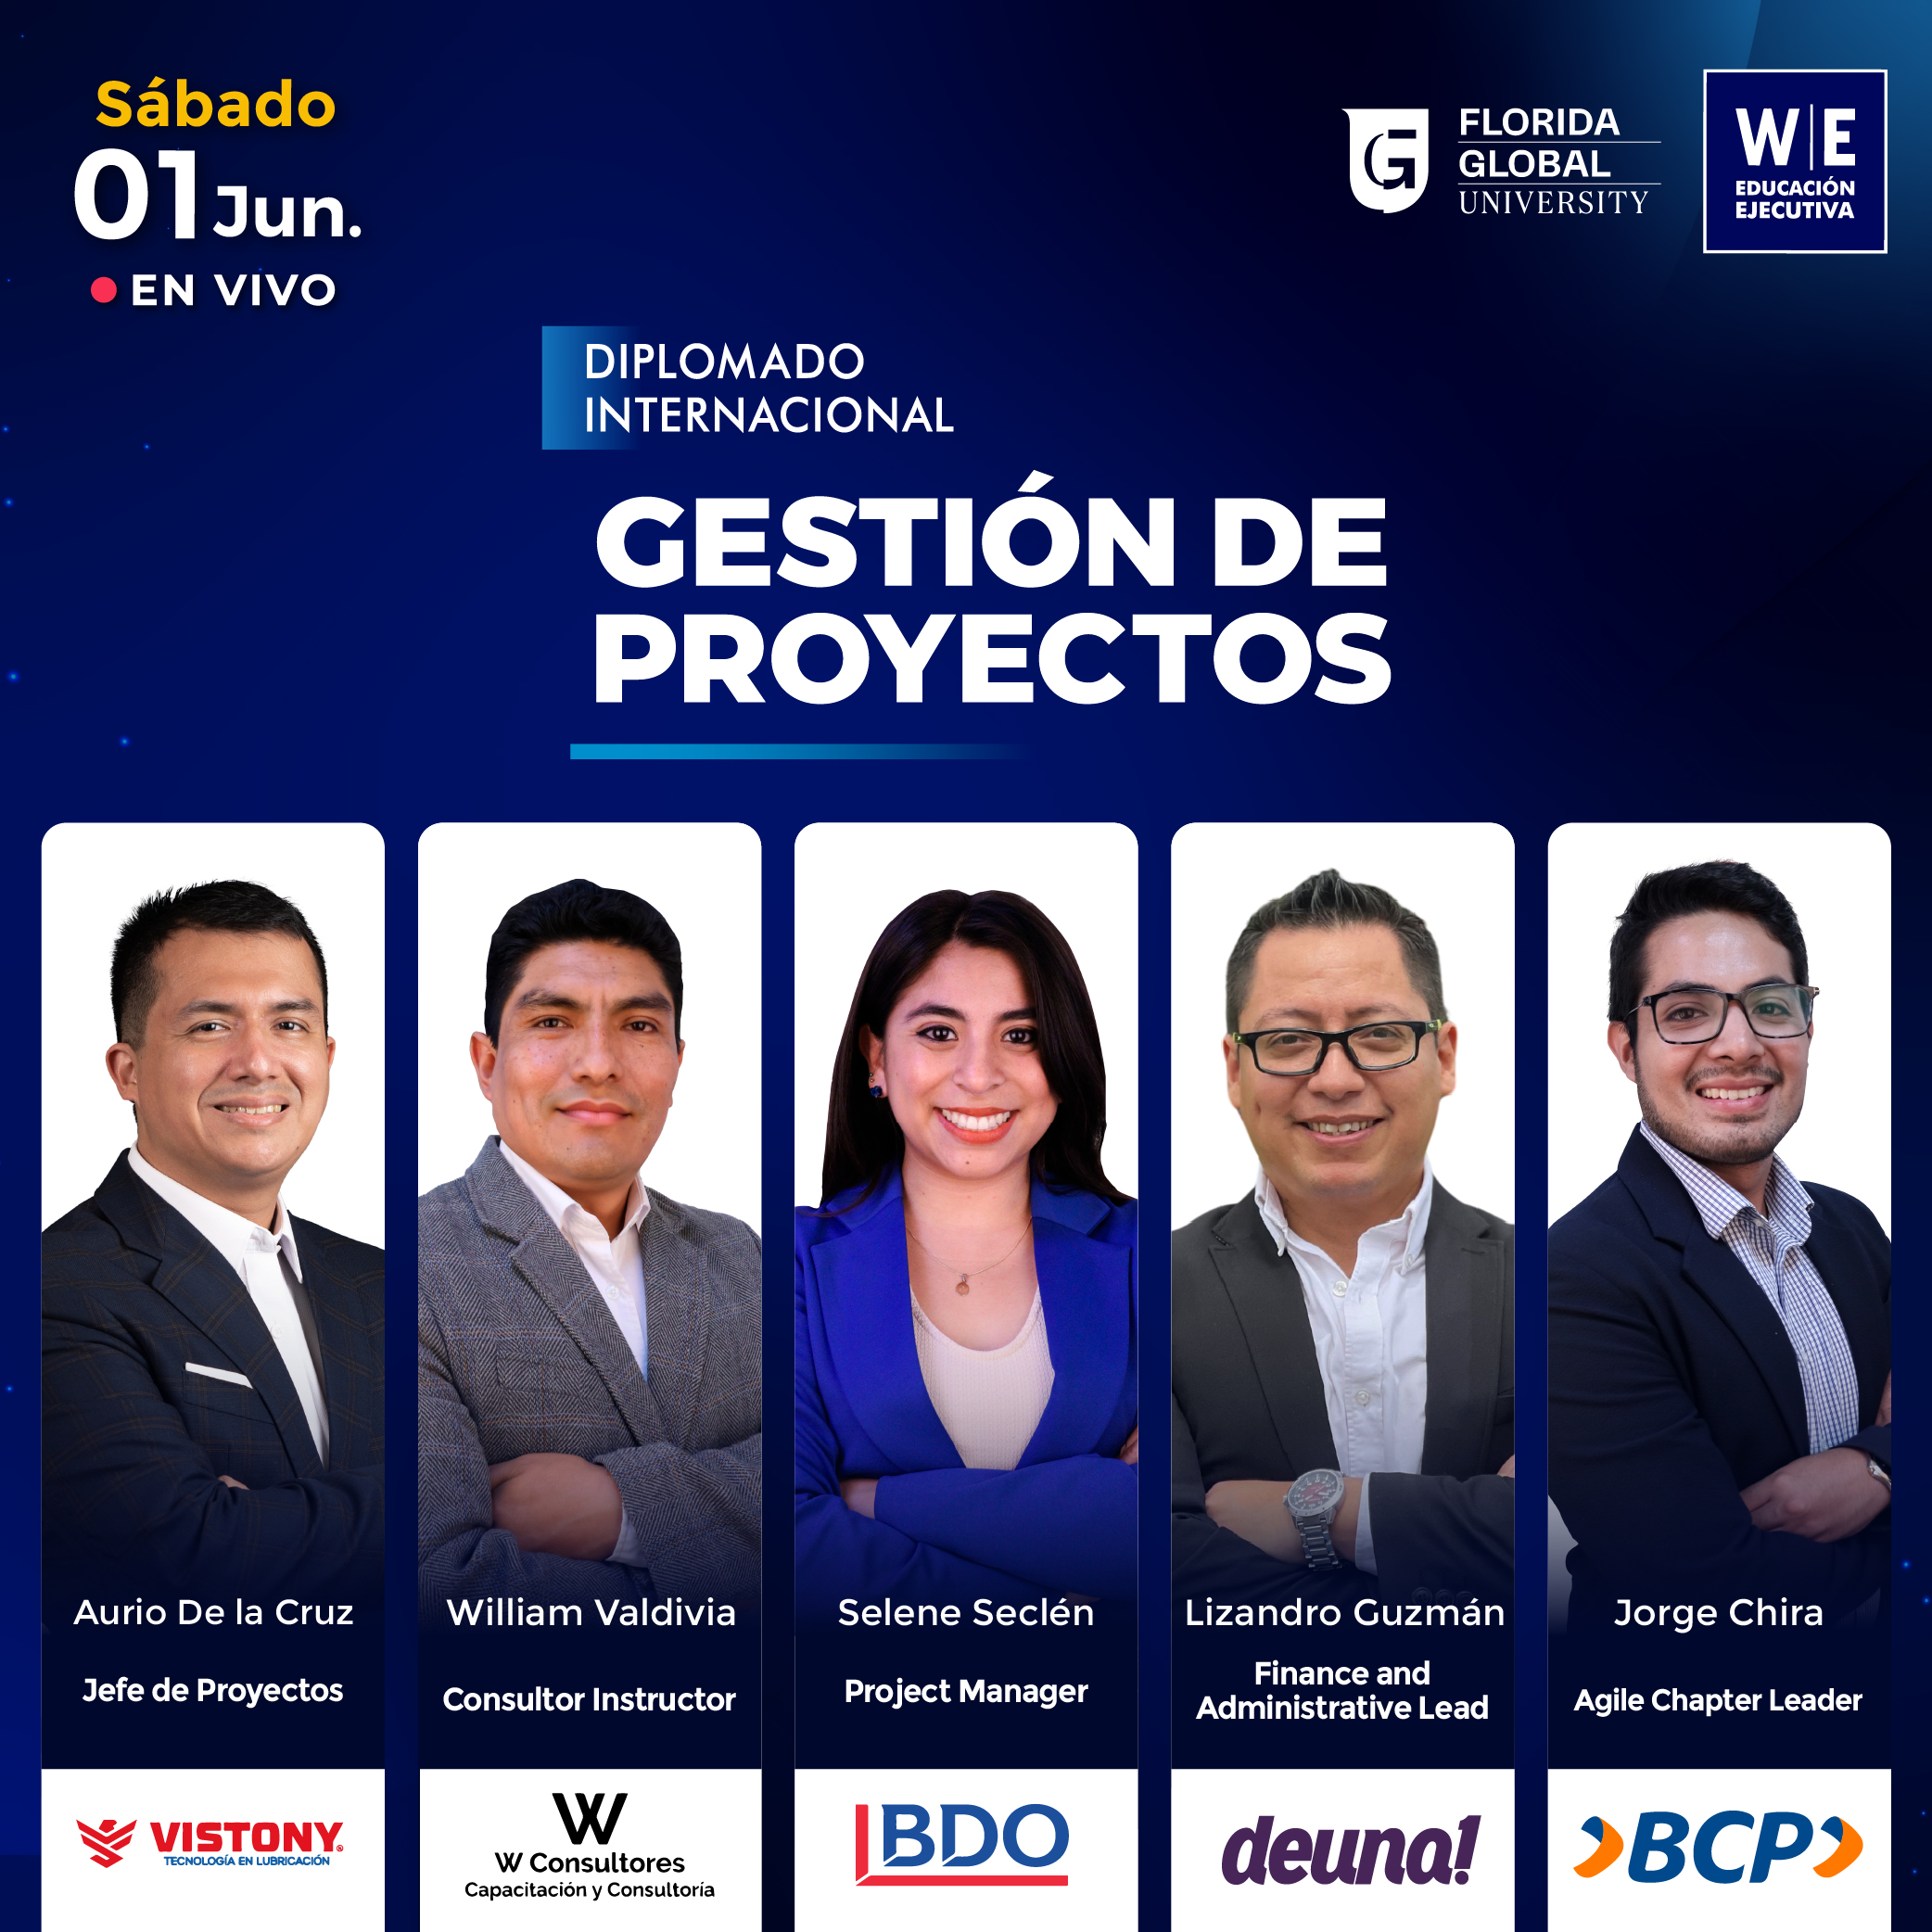 Sábado
01 Jun.
EN VIVO
FLORIDA
GLOBAL
UNIVERSITY
W|E
EDUCACIÓN
EJECUTIVA
DIPLOMADO
INTERNACIONAL
GESTIÓN DE
PROYECTOS
Aurio De la Cruz
Jefe de Proyectos
VISTONY
TECNOLOGÍA EN LUBRICACIÓN
William Valdivia
Consultor Instructor
W
W Consultores
Capacitación y Consultoría
Selene Seclén
Project Manager
BDO
Lizandro Guzmán
Finance and
Administrative Lead
deuna!
Jorge Chira
Agile Chapter Leader
BCP